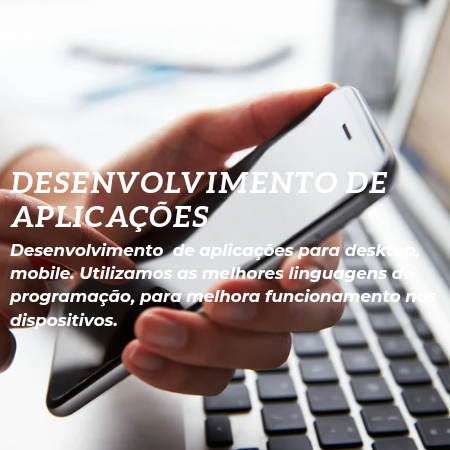 DESENVOLVIMENTO DE
APLICAÇÕES
Desenvolvimento de aplicações para desktop,
mobile. Utilizamos as melhores linguagens de
programação, para melhora funcionamento nos
dispositivos.